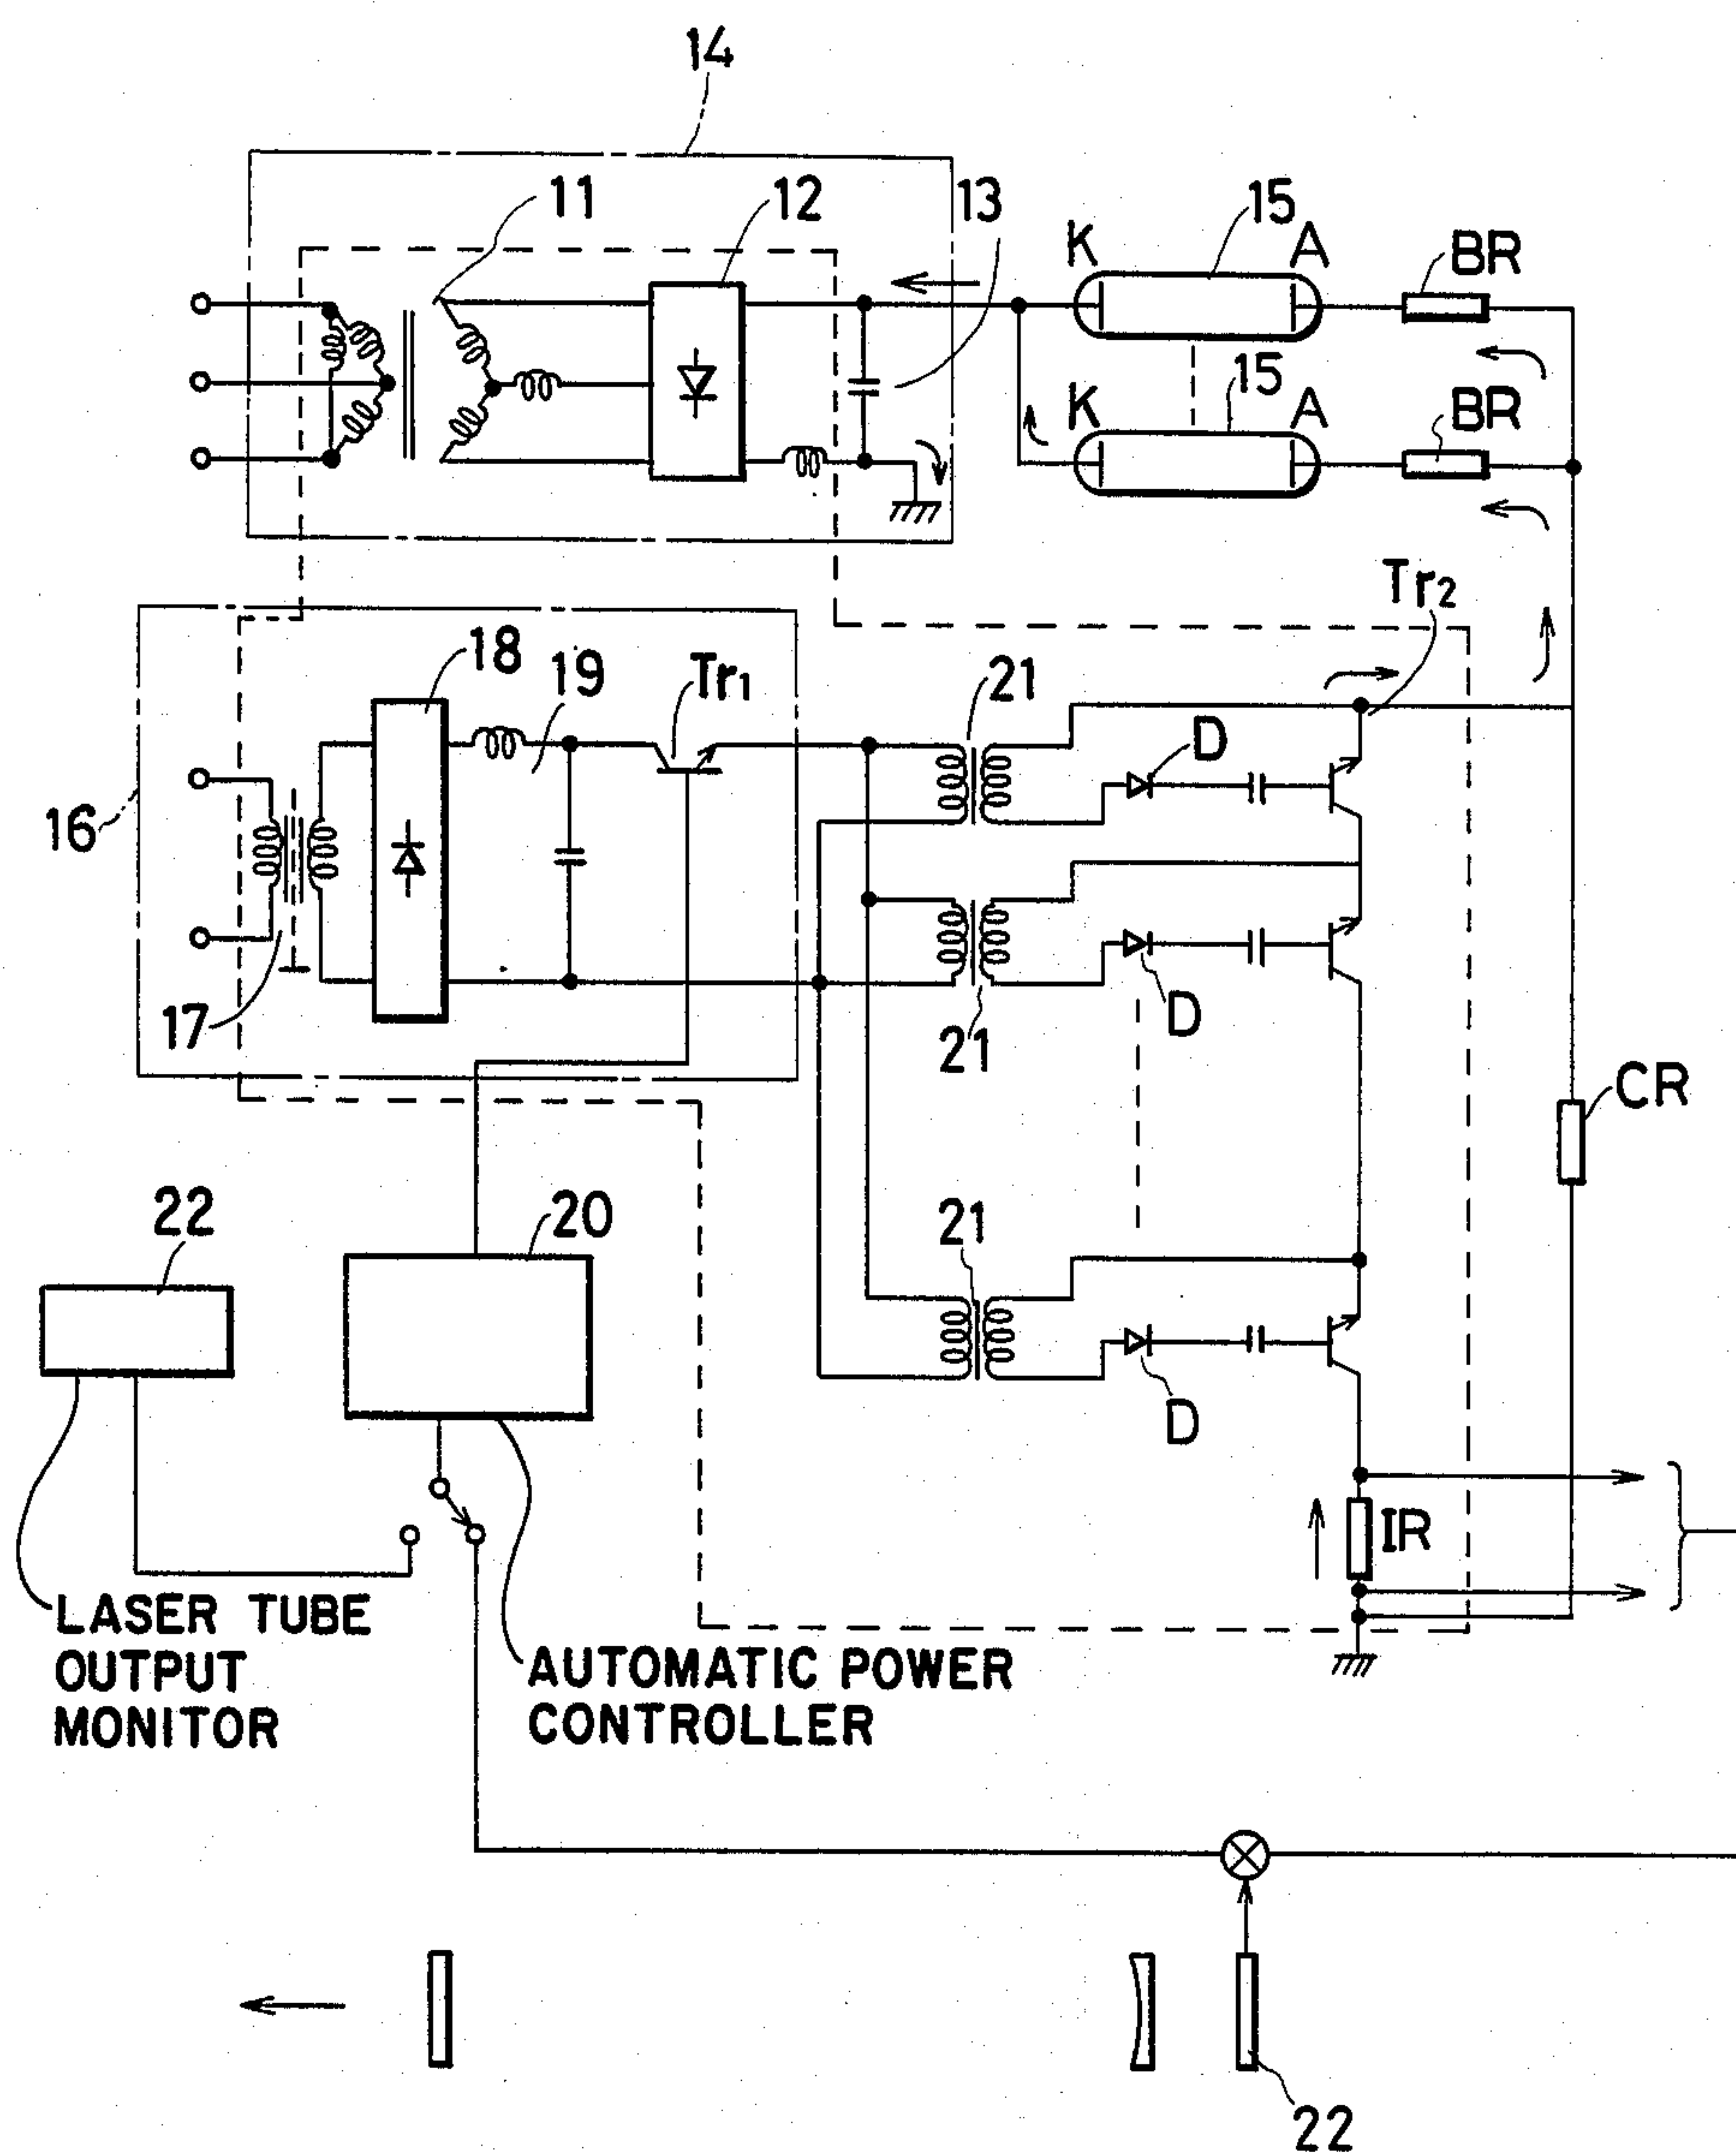 14
11
12
13
K
15
A
BR
K
15
A
BR
Tr2
18
19
Tr1
21
D
16
17
21
D
CR
22
20
21
D
IR
LASER TUBE
OUTPUT
MONITOR
AUTOMATIC POWER
CONTROLLER
22